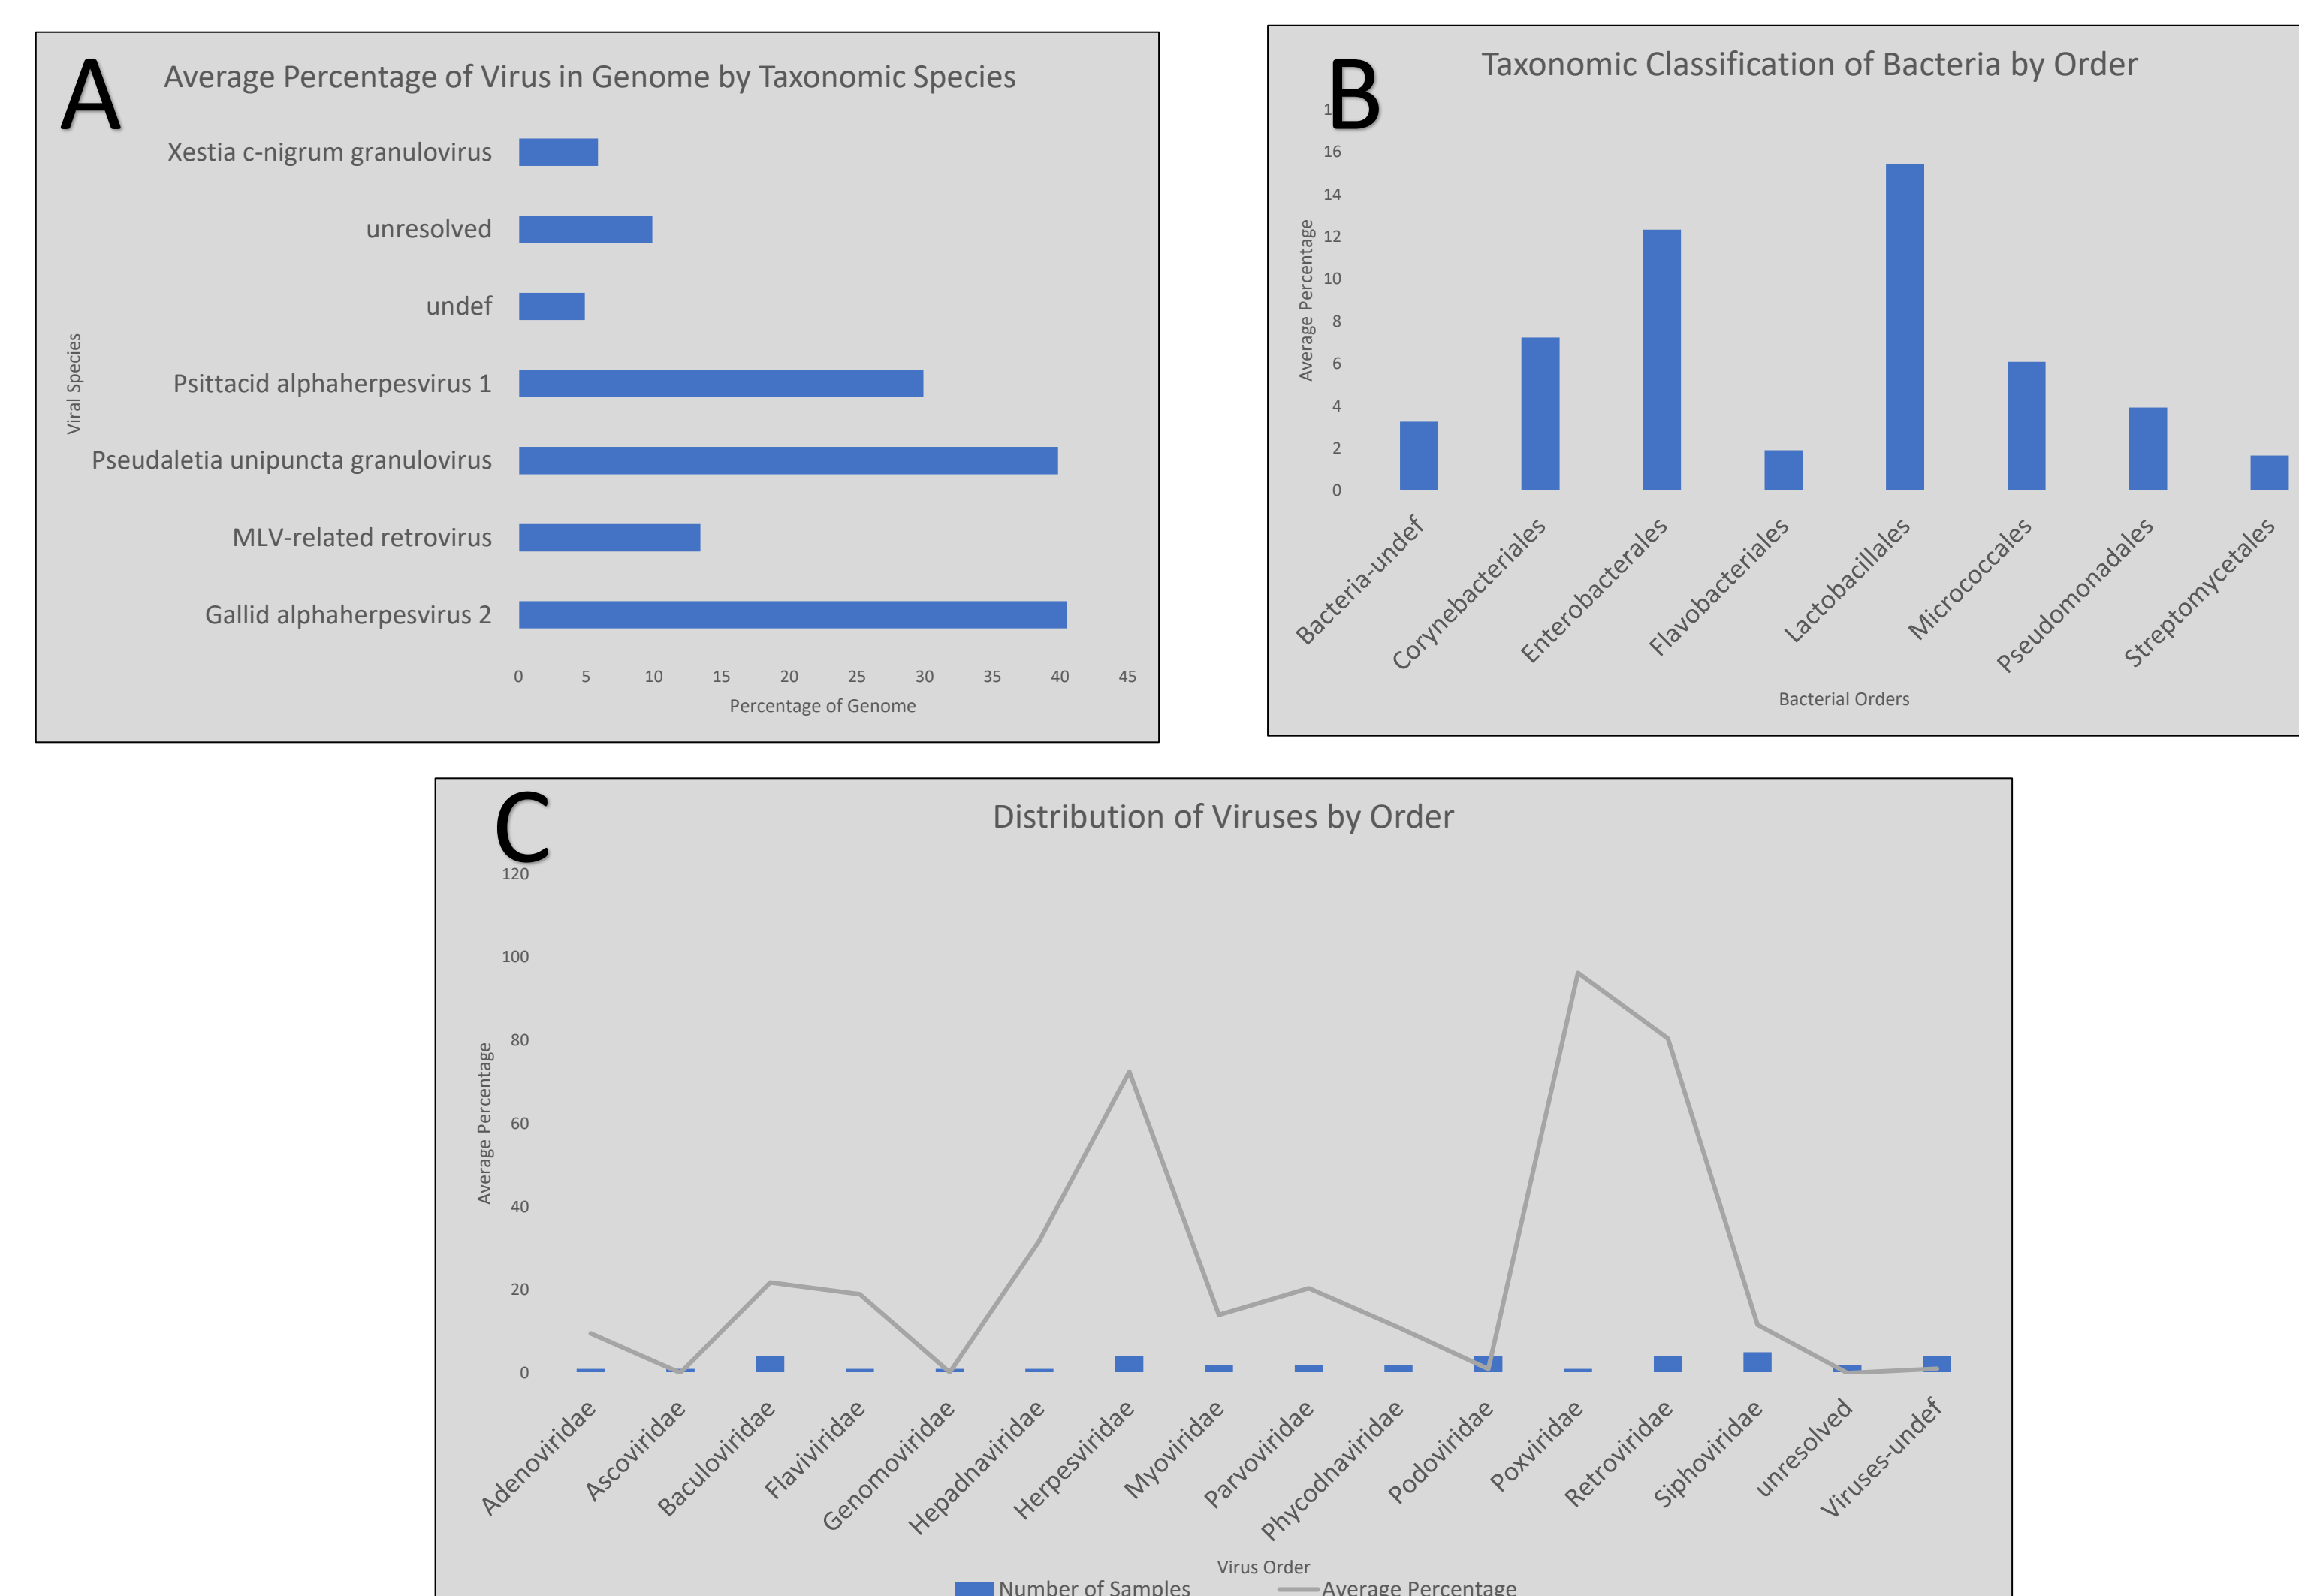 A
Average Percentage of Virus in Genome by Taxonomic Species
Viral Species
Xestia c-nigrum granulovirus
unresolved
undef
Psittacid alphaherpesvirus 1
Pseudaletia unipuncta granulovirus
MLV-related retrovirus
Gallid alphaherpesvirus 2
0 5 10 15 20 25 30 35 40 45
Percentage of Genome
B
Taxonomic Classification of Bacteria by Order
Average Percentage
16
14
12
10
8
6
4
2
0
Bacteria-undef
Corynebacteriales
Enterobacterales
Flavobacteriales
Lactobacillales
Micrococcales
Pseudomonadales
Streptomycetales
Bacterial Orders
C
Distribution of Viruses by Order
Average Percentage
120
100
80
60
40
20
0
Adenoviridae
Ascoviridae
Baculoviridae
Flaviviridae
Genomoviridae
Hepadnaviridae
Herpesviridae
Myoviridae
Parvoviridae
Phycodnaviridae
Podoviridae
Poxviridae
Retroviridae
Siphoviridae
unresolved
Viruses-undef
Virus Order
Number of Samples Average Percentage